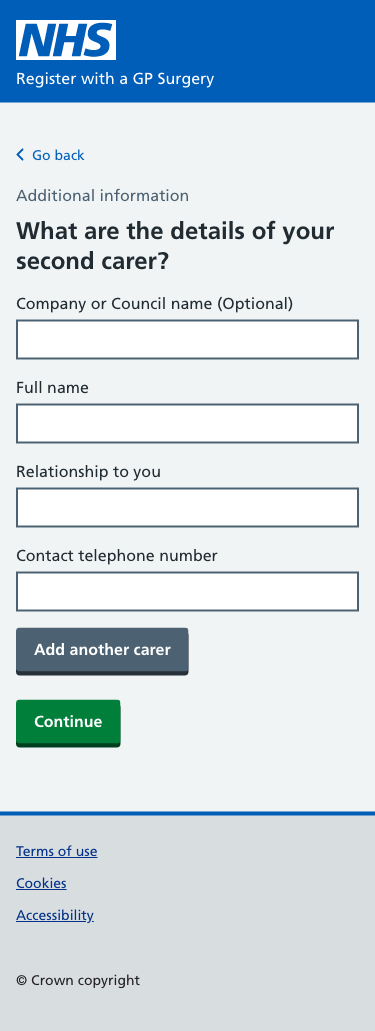 NHS
Register with a GP Surgery
Go back
Additional information
What are the details of your
second carer?
Company or Council name (Optional)
Full name
Relationship to you
Contact telephone number
Add another carer
Continue
Terms of use
Cookies
Accessibility
© Crown copyright